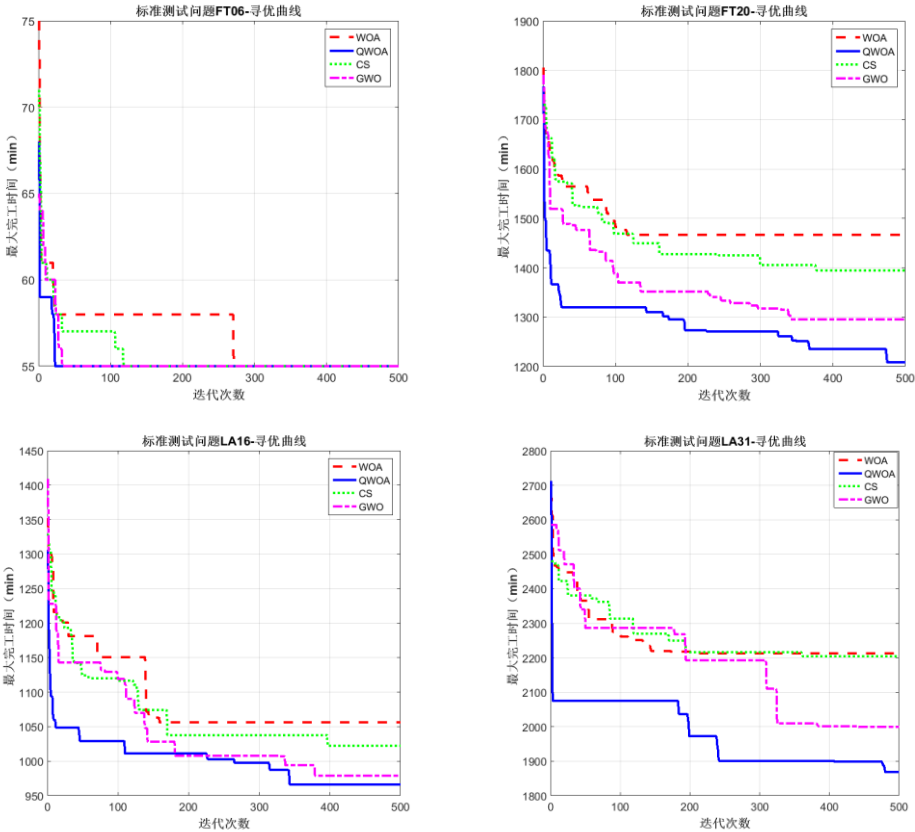 标准测试问题FT06-寻优曲线
75
70
65
60
55
0
100
200
300
400
500
最大完工时间（min）
迭代次数
WOA
QWOA
CS
GWO
标准测试问题FT20-寻优曲线
1900
1800
1700
1600
1500
1400
1300
1200
0
100
200
300
400
500
最大完工时间（min）
迭代次数
WOA
QWOA
CS
GWO
标准测试问题LA16-寻优曲线
1450
1400
1350
1300
1250
1200
1150
1100
1050
1000
950
0
100
200
300
400
500
最大完工时间（min）
迭代次数
WOA
QWOA
CS
GWO
标准测试问题LA31-寻优曲线
2800
2700
2600
2500
2400
2300
2200
2100
2000
1900
1800
0
100
200
300
400
500
最大完工时间（min）
迭代次数
WOA
QWOA
CS
GWO